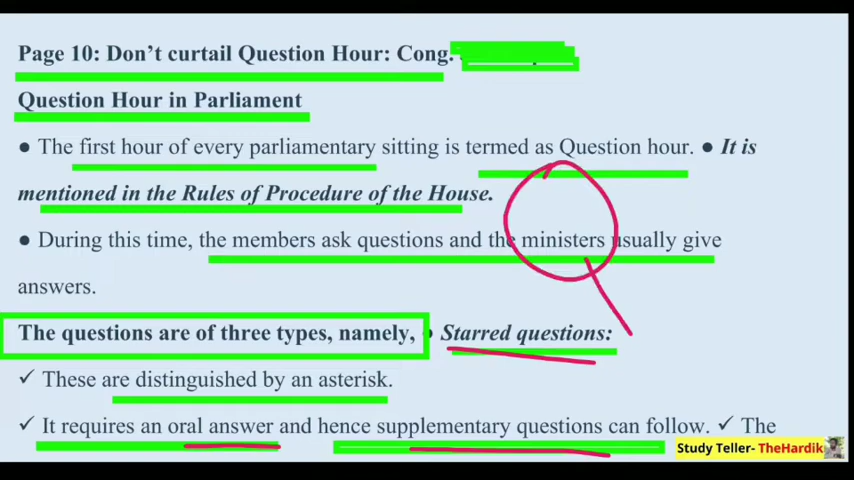 Page 10: Don't curtail Question Hour: Cong.
Question Hour in Parliament
● The first hour of every parliamentary sitting is termed as Question hour. ● It is
mentioned in the Rules of Procedure of the House.
● During this time, the members ask questions and the ministers usually give
answers.
The questions are of three types, namely, ● Starred questions:
✓ These are distinguished by an asterisk.
✓ It requires an oral answer and hence supplementary questions can follow. ✓ The
Study Teller- TheHardik